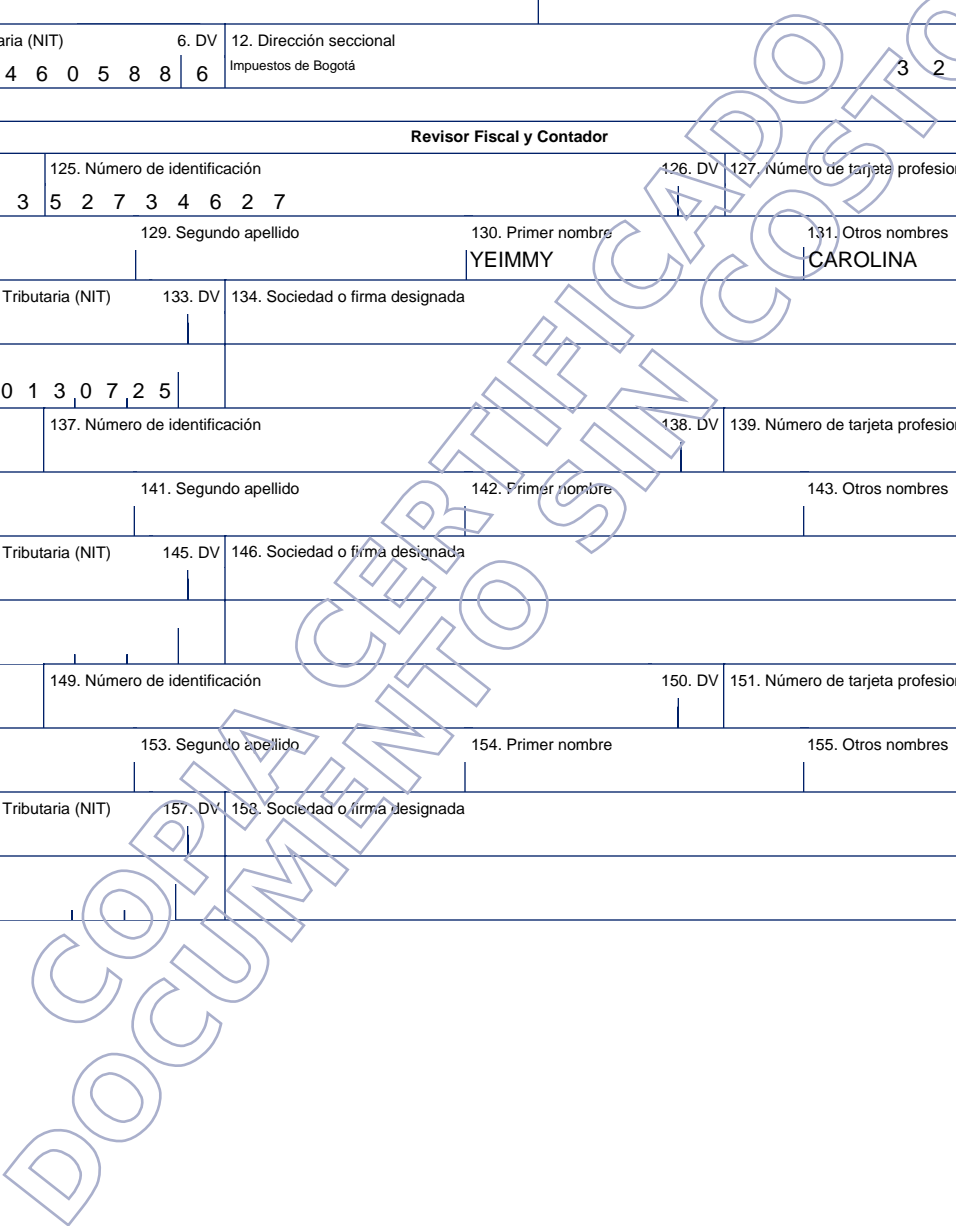 aria (NIT) 6. DV 12. Dirección seccional
4 6 0 5 8 8 6 Impuestos de Bogotá 3 2
Revisor Fiscal y Contador
125. Número de identificación 126. DV 127. Número de tarjeta profesion
3 5 2 7 3 4 6 2 7
129. Segundo apellido 130. Primer nombre 131. Otros nombres
YEIMMY CAROLINA
Tributaria (NIT) 133. DV 134. Sociedad o firma designada
0 1 3 0 7 2 5
137. Número de identificación 138. DV 139. Número de tarjeta profesion
141. Segundo apellido 142. Primer nombre 143. Otros nombres
Tributaria (NIT) 145. DV 146. Sociedad o firma designada
149. Número de identificación 150. DV 151. Número de tarjeta profesion
153. Segundo apellido 154. Primer nombre 155. Otros nombres
Tributaria (NIT) 157. DV 158. Sociedad o firma designada
COPIA CERTIFICADO
DOCUMENTO SIN COSTO